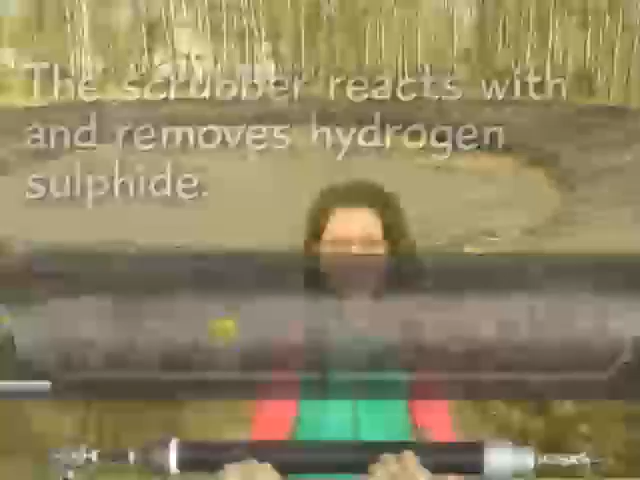 The scrubber reacts with
and removes hydrogen
sulphide.